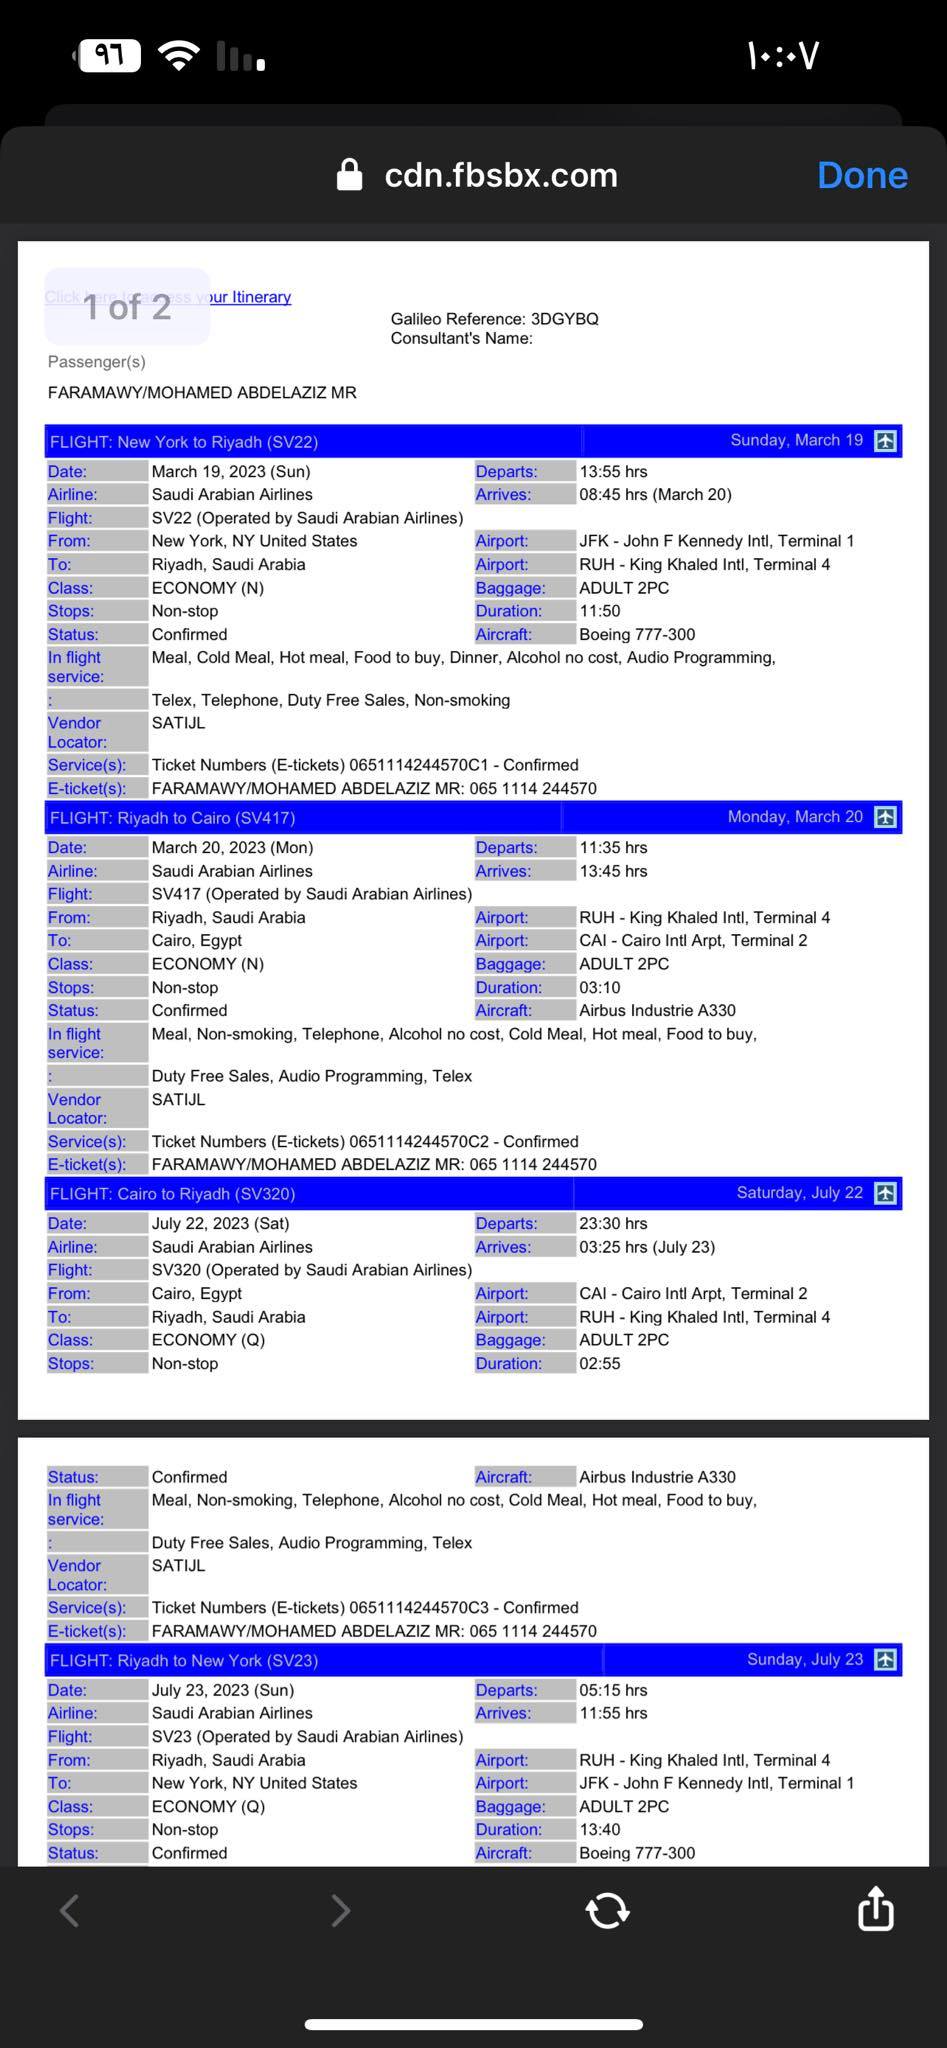 ٩٦
١٠:٠٧
cdn.fbsbx.com
Done
Click here to access your Itinerary
1 of 2
Galileo Reference: 3DGYBQ
Consultant's Name:
Passenger(s)
FARAMAWY/MOHAMED ABDELAZIZ MR
FLIGHT: New York to Riyadh (SV22) Sunday, March 19
Date: March 19, 2023 (Sun) Departs: 13:55 hrs
Airline: Saudi Arabian Airlines Arrives: 08:45 hrs (March 20)
Flight: SV22 (Operated by Saudi Arabian Airlines)
From: New York, NY United States Airport: JFK - John F Kennedy Intl, Terminal 1
To: Riyadh, Saudi Arabia Airport: RUH - King Khaled Intl, Terminal 4
Class: ECONOMY (N) Baggage: ADULT 2PC
Stops: Non-stop Duration: 11:50
Status: Confirmed Aircraft: Boeing 777-300
In flight Meal, Cold Meal, Hot meal, Food to buy, Dinner, Alcohol no cost, Audio Programming,
service:
: Telex, Telephone, Duty Free Sales, Non-smoking
Vendor SATIJL
Locator:
Service(s): Ticket Numbers (E-tickets) 0651114244570C1 - Confirmed
E-ticket(s): FARAMAWY/MOHAMED ABDELAZIZ MR: 065 1114 244570
FLIGHT: Riyadh to Cairo (SV417) Monday, March 20
Date: March 20, 2023 (Mon) Departs: 11:35 hrs
Airline: Saudi Arabian Airlines Arrives: 13:45 hrs
Flight: SV417 (Operated by Saudi Arabian Airlines)
From: Riyadh, Saudi Arabia Airport: RUH - King Khaled Intl, Terminal 4
To: Cairo, Egypt Airport: CAI - Cairo Intl Arpt, Terminal 2
Class: ECONOMY (N) Baggage: ADULT 2PC
Stops: Non-stop Duration: 03:10
Status: Confirmed Aircraft: Airbus Industrie A330
In flight Meal, Non-smoking, Telephone, Alcohol no cost, Cold Meal, Hot meal, Food to buy,
service:
: Duty Free Sales, Audio Programming, Telex
Vendor SATIJL
Locator:
Service(s): Ticket Numbers (E-tickets) 0651114244570C2 - Confirmed
E-ticket(s): FARAMAWY/MOHAMED ABDELAZIZ MR: 065 1114 244570
FLIGHT: Cairo to Riyadh (SV320) Saturday, July 22
Date: July 22, 2023 (Sat) Departs: 23:30 hrs
Airline: Saudi Arabian Airlines Arrives: 03:25 hrs (July 23)
Flight: SV320 (Operated by Saudi Arabian Airlines)
From: Cairo, Egypt Airport: CAI - Cairo Intl Arpt, Terminal 2
To: Riyadh, Saudi Arabia Airport: RUH - King Khaled Intl, Terminal 4
Class: ECONOMY (Q) Baggage: ADULT 2PC
Stops: Non-stop Duration: 02:55
Status: Confirmed Aircraft: Airbus Industrie A330
In flight Meal, Non-smoking, Telephone, Alcohol no cost, Cold Meal, Hot meal, Food to buy,
service:
: Duty Free Sales, Audio Programming, Telex
Vendor SATIJL
Locator:
Service(s): Ticket Numbers (E-tickets) 0651114244570C3 - Confirmed
E-ticket(s): FARAMAWY/MOHAMED ABDELAZIZ MR: 065 1114 244570
FLIGHT: Riyadh to New York (SV23) Sunday, July 23
Date: July 23, 2023 (Sun) Departs: 05:15 hrs
Airline: Saudi Arabian Airlines Arrives: 11:55 hrs
Flight: SV23 (Operated by Saudi Arabian Airlines)
From: Riyadh, Saudi Arabia Airport: RUH - King Khaled Intl, Terminal 4
To: New York, NY United States Airport: JFK - John F Kennedy Intl, Terminal 1
Class: ECONOMY (Q) Baggage: ADULT 2PC
Stops: Non-stop Duration: 13:40
Status: Confirmed Aircraft: Boeing 777-300